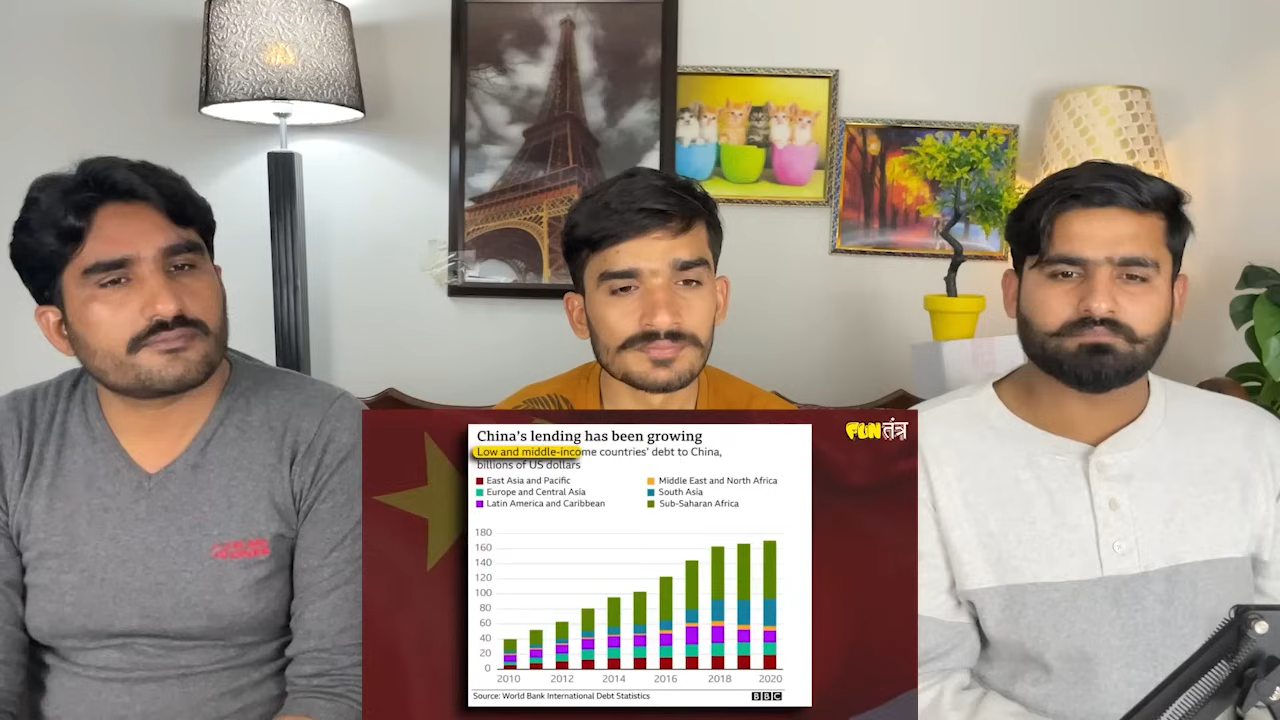 FUNतंत्र
China's lending has been growing
Low and middle-income countries' debt to China,
billions of US dollars
East Asia and Pacific
Middle East and North Africa
Europe and Central Asia
South Asia
Latin America and Caribbean
Sub-Saharan Africa
180
160
140
120
100
80
60
40
20
0
2010 2012 2014 2016 2018 2020
Source: World Bank International Debt Statistics
BBC